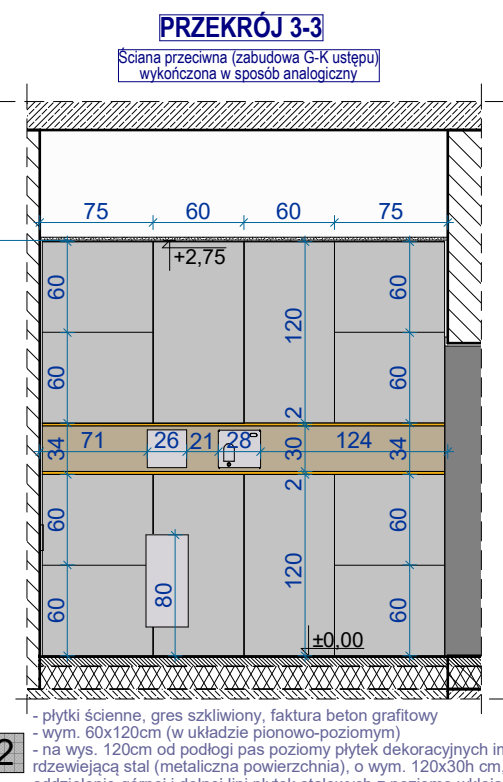 PRZEKRÓJ 3-3
Ściana przeciwna (zabudowa G-K ustępu)
wykończona w sposób analogiczny
75 60 60 75
+2,75
60 60
120
60 60
2
34 71 26 21 28 30 124 34
2
60 60
120
80
60 60
±0,00
- płytki ścienne, gres szkliwiony, faktura beton grafitowy
- wym. 60x120cm (w układzie pionowo-poziomym)
2
- na wys. 120cm od podłogi pas poziomy płytek dekoracyjnych
rdzewiejącą stal (metaliczna powierzchnia), o wym. 120x30h cm